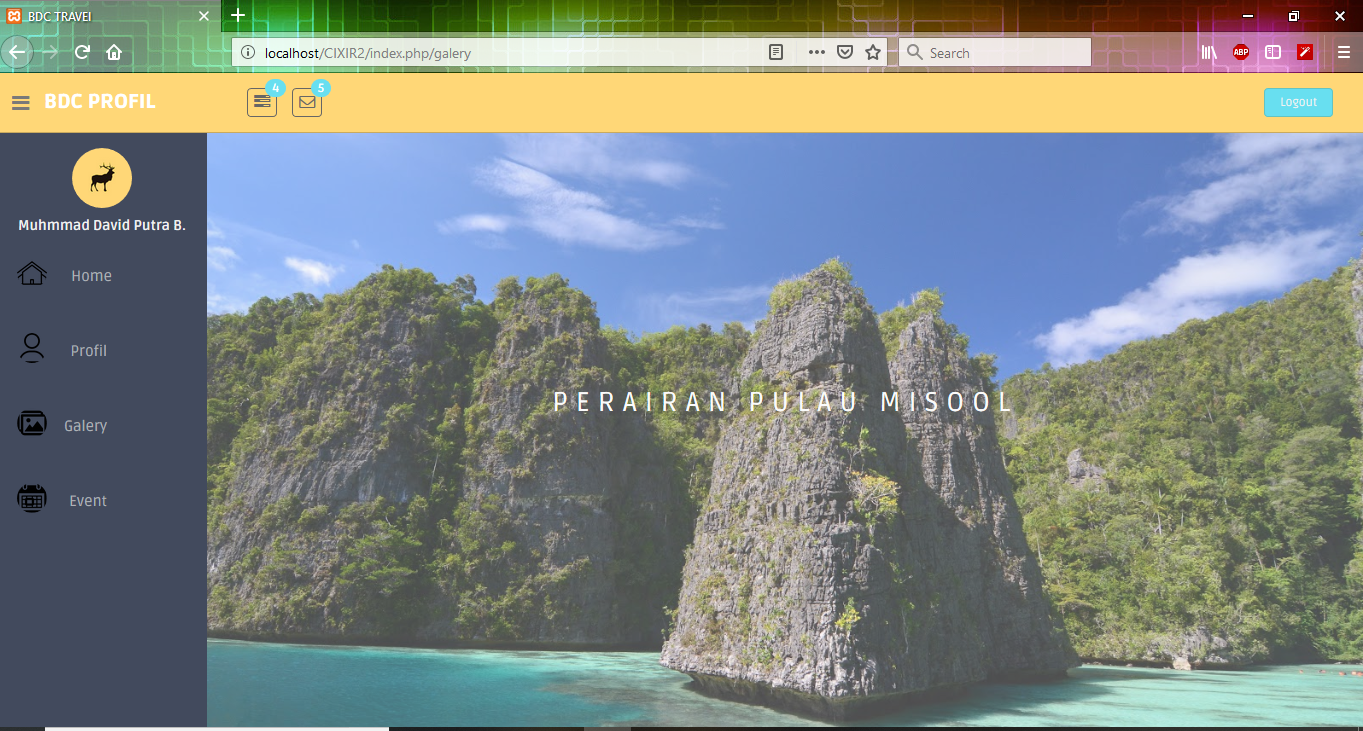 BDC TRAVEl
localhost/CIXIR2/index.php/galery
Search
ABP
BDC PROFIL
4
5
Logout
Muhmmad David Putra B.
Home
Profil
Galery
Event
PERAIRAN PULAU MISOOL